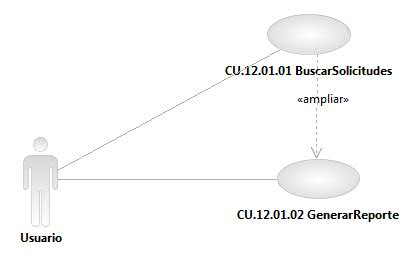 CU.12.01.01 BuscarSolicitudes
«ampliar»
CU.12.01.02 GenerarReporte
Usuario